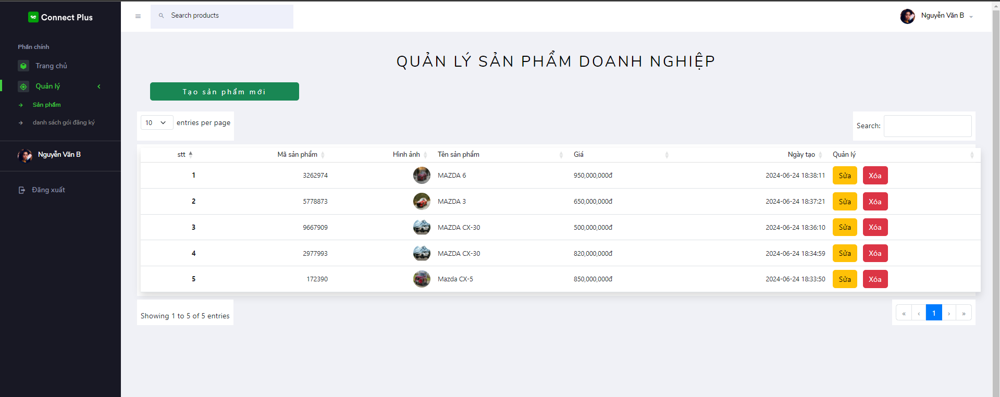 Connect Plus
Search products
Nguyễn Văn B
Phần chính
Trang chủ
Quản lý
Sản phẩm
danh sách gói đăng ký
Nguyễn Văn B
Đăng xuất
QUẢN LÝ SẢN PHẨM DOANH NGHIỆP
Tạo sản phẩm mới
10 entries per page
Search:
stt Mã sản phẩm Hình ảnh Tên sản phẩm Giá Ngày tạo Quản lý
1 3262974 MAZDA 6 950,000,000đ 2024-06-24 18:38:11 Sửa Xóa
2 5778873 MAZDA 3 650,000,000đ 2024-06-24 18:37:21 Sửa Xóa
3 9667909 MAZDA CX-30 500,000,000đ 2024-06-24 18:36:10 Sửa Xóa
4 2977993 MAZDA CX-30 820,000,000đ 2024-06-24 18:34:59 Sửa Xóa
5 172390 Mazda CX-5 850,000,000đ 2024-06-24 18:33:50 Sửa Xóa
Showing 1 to 5 of 5 entries
« ‹ 1 › »